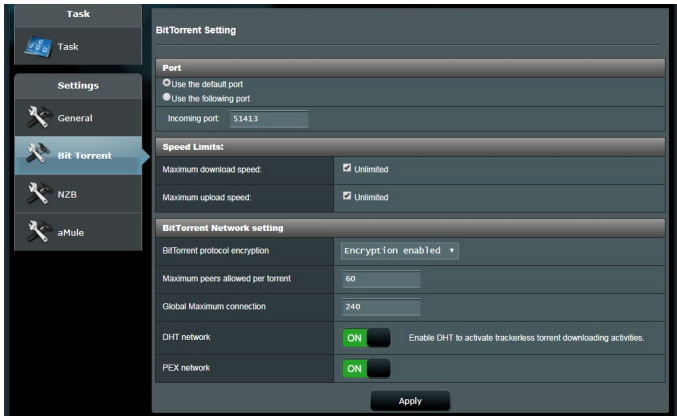 Task
Task
Settings
General
Bit Torrent
NZB
aMule
BitTorrent Setting
Port
Use the default port
Use the following port
Incoming port: 51413
Speed Limits:
Maximum download speed: Unlimited
Maximum upload speed: Unlimited
BitTorrent Network setting
BitTorrent protocol encryption Encryption enabled
Maximum peers allowed per torrent 60
Global Maximum connection 240
DHT network ON Enable DHT to activate trackerless torrent downloading activities.
PEX network ON
Apply